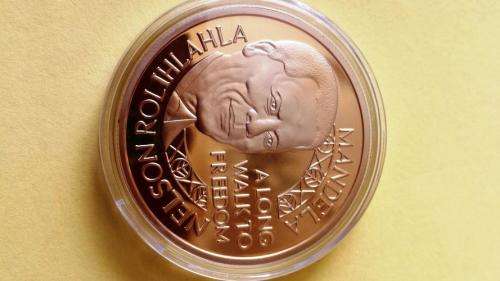 NELSON ROLIHLAHLA
MANDELA
A LONG
WALK TO
FREEDOM